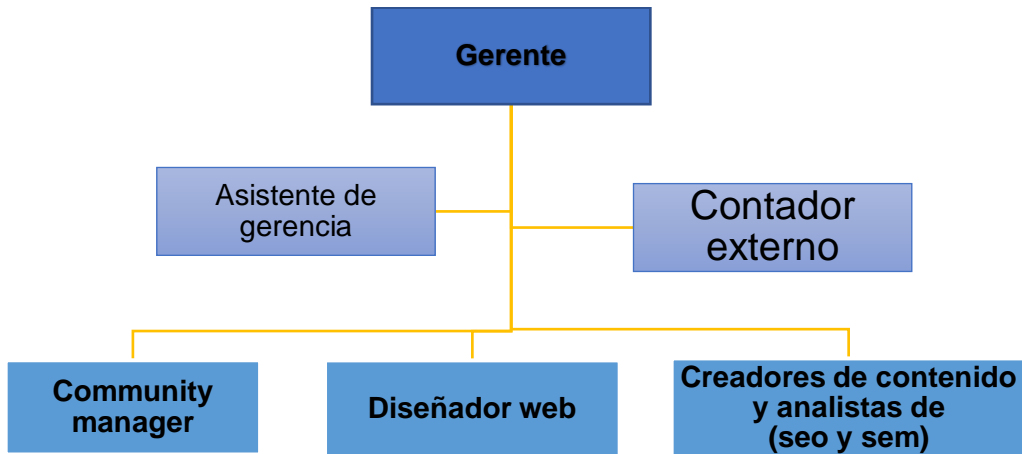 Gerente
Asistente de
gerencia
Contador
externo
Community
manager
Diseñador web
Creadores de contenido
y analistas de
(seo y sem)